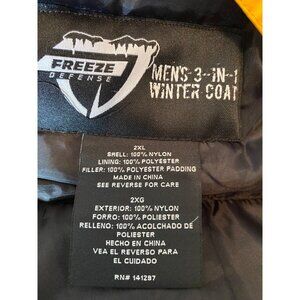 FREEZE
DEFENSE
MENS-3-IN-1
WINTER COAT
2XL
SHELL: 100% NYLON
LINING: 100% POLYESTER
FILLER: 100% POLYESTER PADDING
MADE IN CHINA
SEE REVERSE FOR CARE
2XG
EXTERIOR: 100% NYLON
FORRO: 100% POLIESTER
RELLENO: 100% ACOLCHADO DE
POLIESTER
HECHO EN CHINA
VEA EL REVERSO PARA
EL CUIDADO
RN# 141297